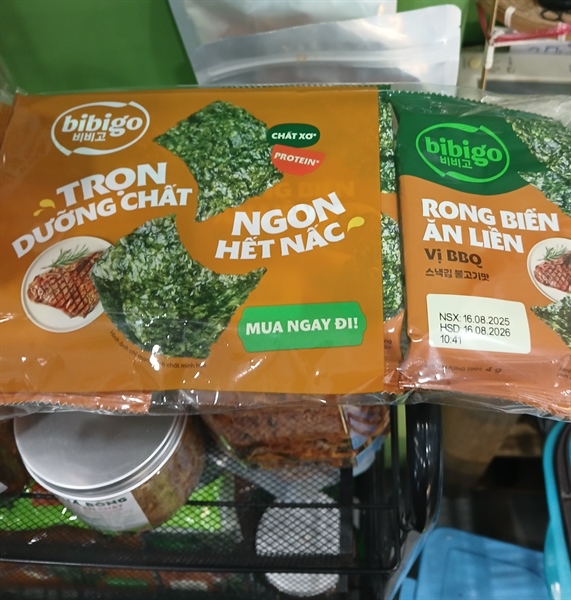 bibigo
비비고
CHẤT XƠ*
PROTEIN*
TRỌN
DƯỠNG CHẤT
NGON
HẾT NẤC
MUA NGAY ĐI!
bibigo
비비고
RONG BIỂN
ĂN LIỀN
Vị BBQ
스낵김 불고기맛
NSX: 16.08.2025
HSD 16.08.2026
10:41
4 g
BÔNG